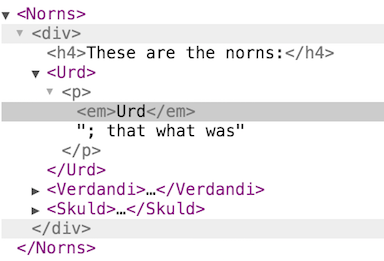 <Norns>
<div>
<h4>These are the norns:</h4>
<Urd>
<p>
<em>Urd</em>
"; that what was"
</p>
</Urd>
<Verdandi>…</Verdandi>
<Skuld>…</Skuld>
</div>
</Norns>